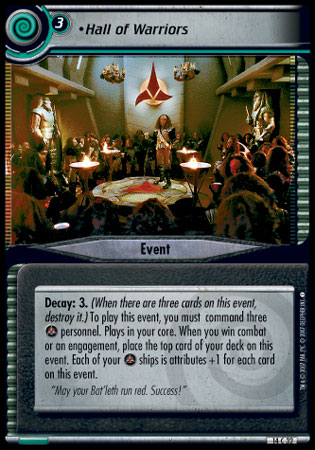 3
•Hall of Warriors
Event
Decay: 3. (When there are three cards on this event,
destroy it.) To play this event, you must command three
personnel. Plays in your core. When you win combat
or an engagement, place the top card of your deck on this
event. Each of your ships is attributes +1 for each card
on this event.
“May your Bat’leth run red. Success!”